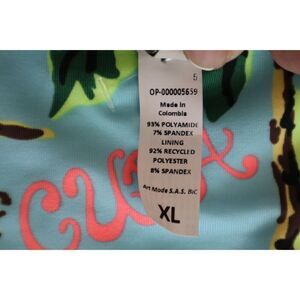 5
OP-000005659
Made in
Colombia
93% POLYAMIDE
7% SPANDEX
LINING
92% RECYCLED
POLYESTER
8% SPANDEX
Art Mode S.A.S. BIC
XL